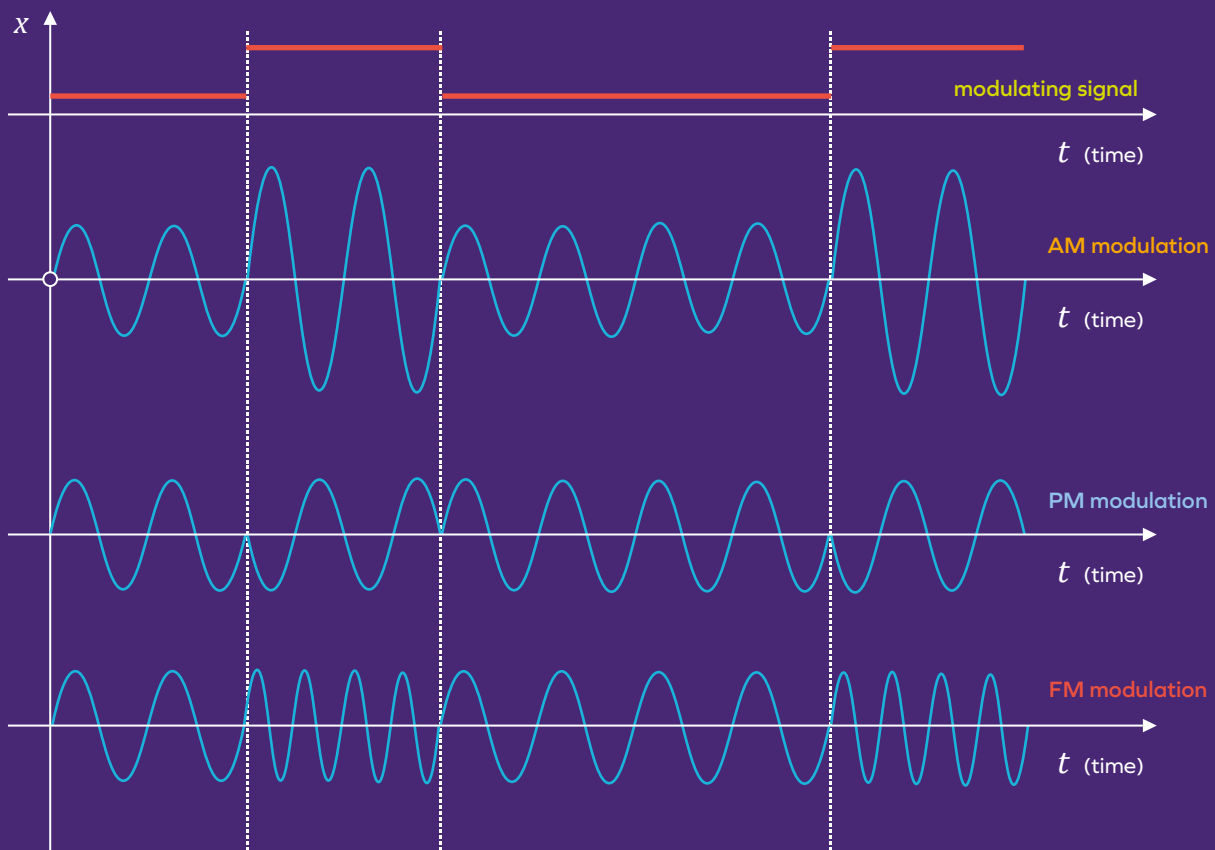 x
modulating signal
t (time)
AM modulation
t (time)
PM modulation
t (time)
FM modulation
t (time)